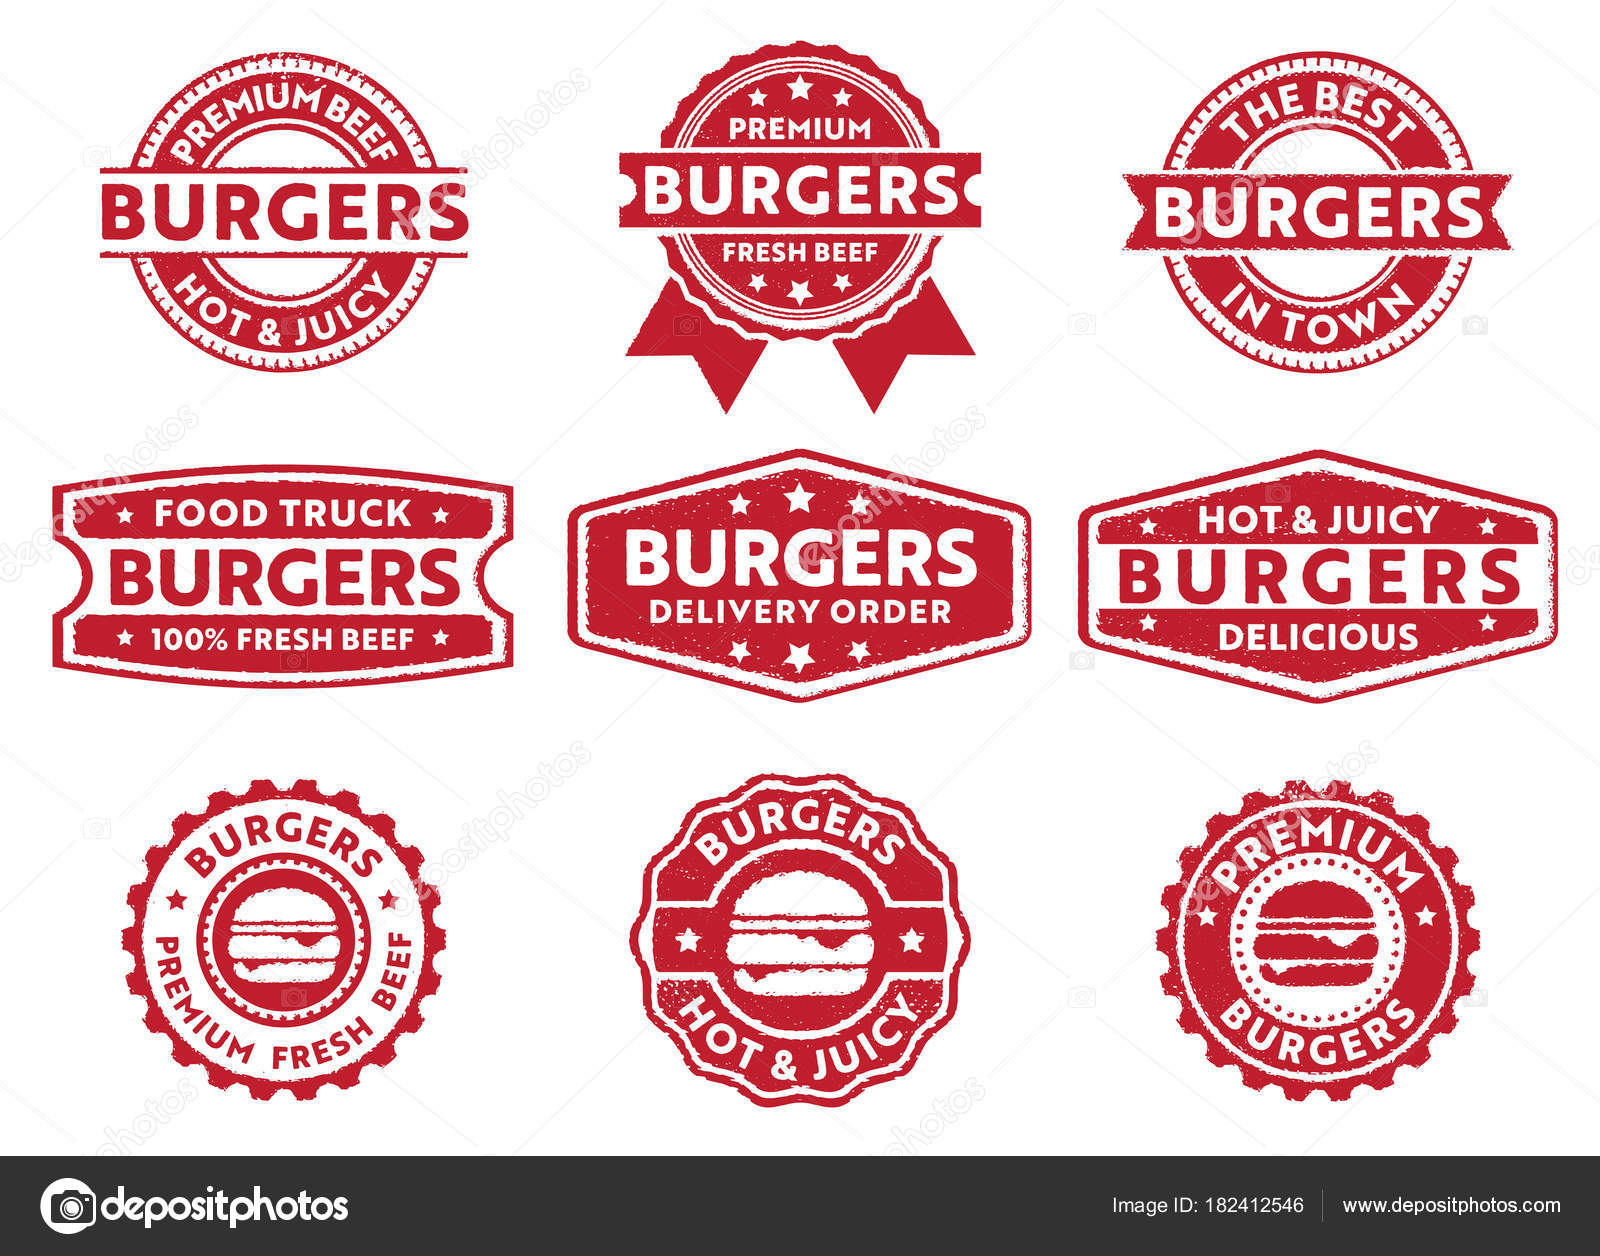 PREMIUM BEEF
BURGERS
HOT & JUICY
PREMIUM
BURGERS
FRESH BEEF
THE BEST
BURGERS
IN TOWN
FOOD TRUCK
BURGERS
100% FRESH BEEF
BURGERS
DELIVERY ORDER
HOT & JUICY
BURGERS
DELICIOUS
BURGERS
PREMIUM FRESH BEEF
BURGERS
HOT & JUICY
PREMIUM
BURGERS
depositphotos
Image ID: 182412546
www.depositphotos.com